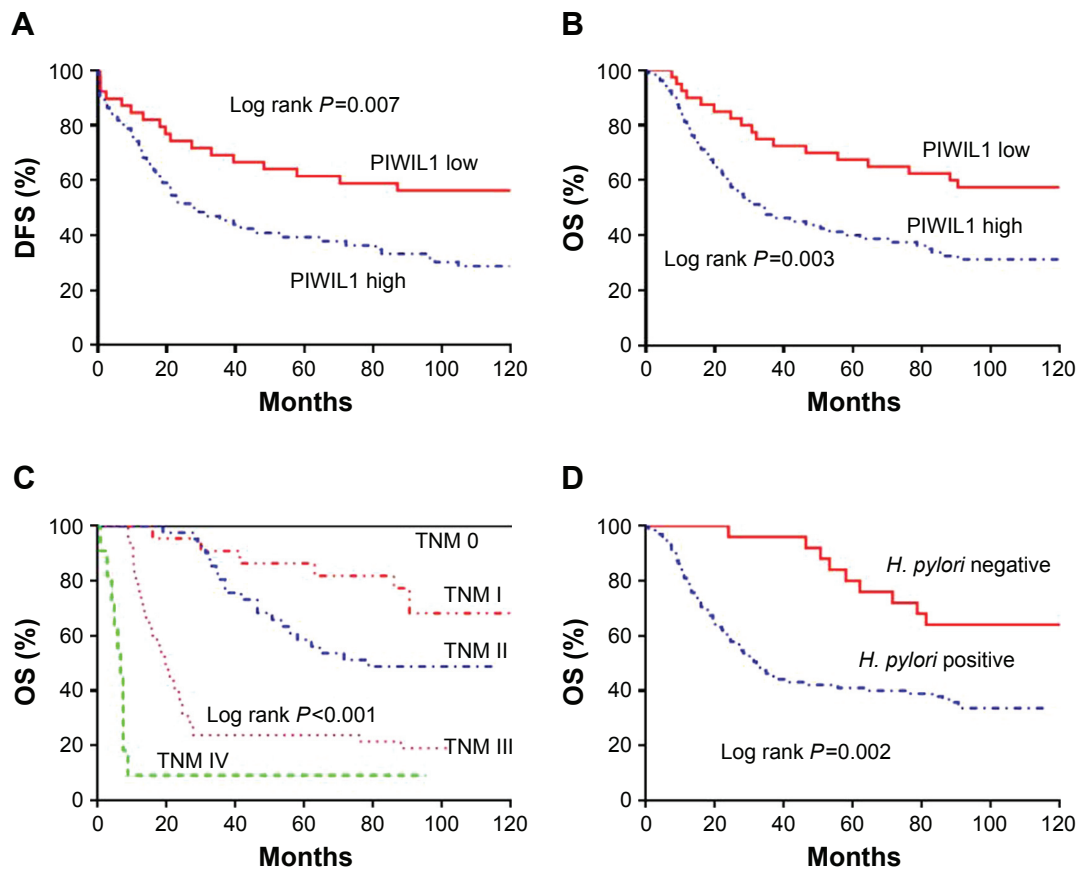 A
100
80
60
40
20
0
DFS (%)
Log rank P=0.007
PIWIL1 low
PIWIL1 high
0 20 40 60 80 100 120
Months
B
100
80
60
40
20
0
OS (%)
PIWIL1 low
PIWIL1 high
Log rank P=0.003
0 20 40 60 80 100 120
Months
C
100
80
60
40
20
0
OS (%)
TNM 0
TNM I
TNM II
Log rank P<0.001
TNM III
TNM IV
0 20 40 60 80 100 120
Months
D
100
80
60
40
20
0
OS (%)
H. pylori negative
H. pylori positive
Log rank P=0.002
0 20 40 60 80 100 120
Months